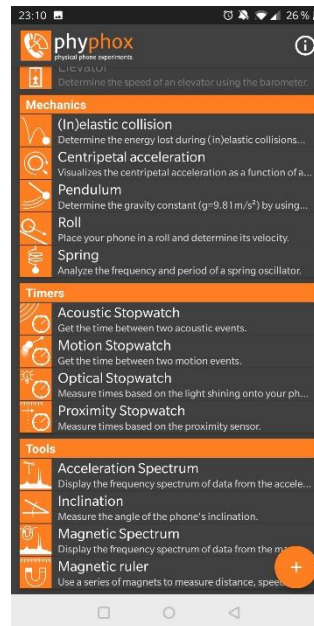 23:10
26%
phyphox
physical phone experiments
Elevator
Determine the speed of an elevator using the barometer.
Mechanics
(In)elastic collision
Determine the energy lost during (in)elastic collisions...
Centripetal acceleration
Visualizes the centripetal acceleration as a function of a...
Pendulum
Determine the gravity constant (g=9.81m/s²) by using...
Roll
Place your phone in a roll and determine its velocity.
Spring
Analyze the frequency and period of a spring oscillator.
Timers
Acoustic Stopwatch
Get the time between two acoustic events.
Motion Stopwatch
Get the time between two motion events.
Optical Stopwatch
Measure times based on the light shining onto your ph...
Proximity Stopwatch
Measure times based on the proximity sensor.
Tools
Acceleration Spectrum
Display the frequency spectrum of data from the accele...
Inclination
Measure the angle of the phone's inclination.
Magnetic Spectrum
Display the frequency spectrum of data from the
Magnetic ruler
Use a series of magnets to measure distance,